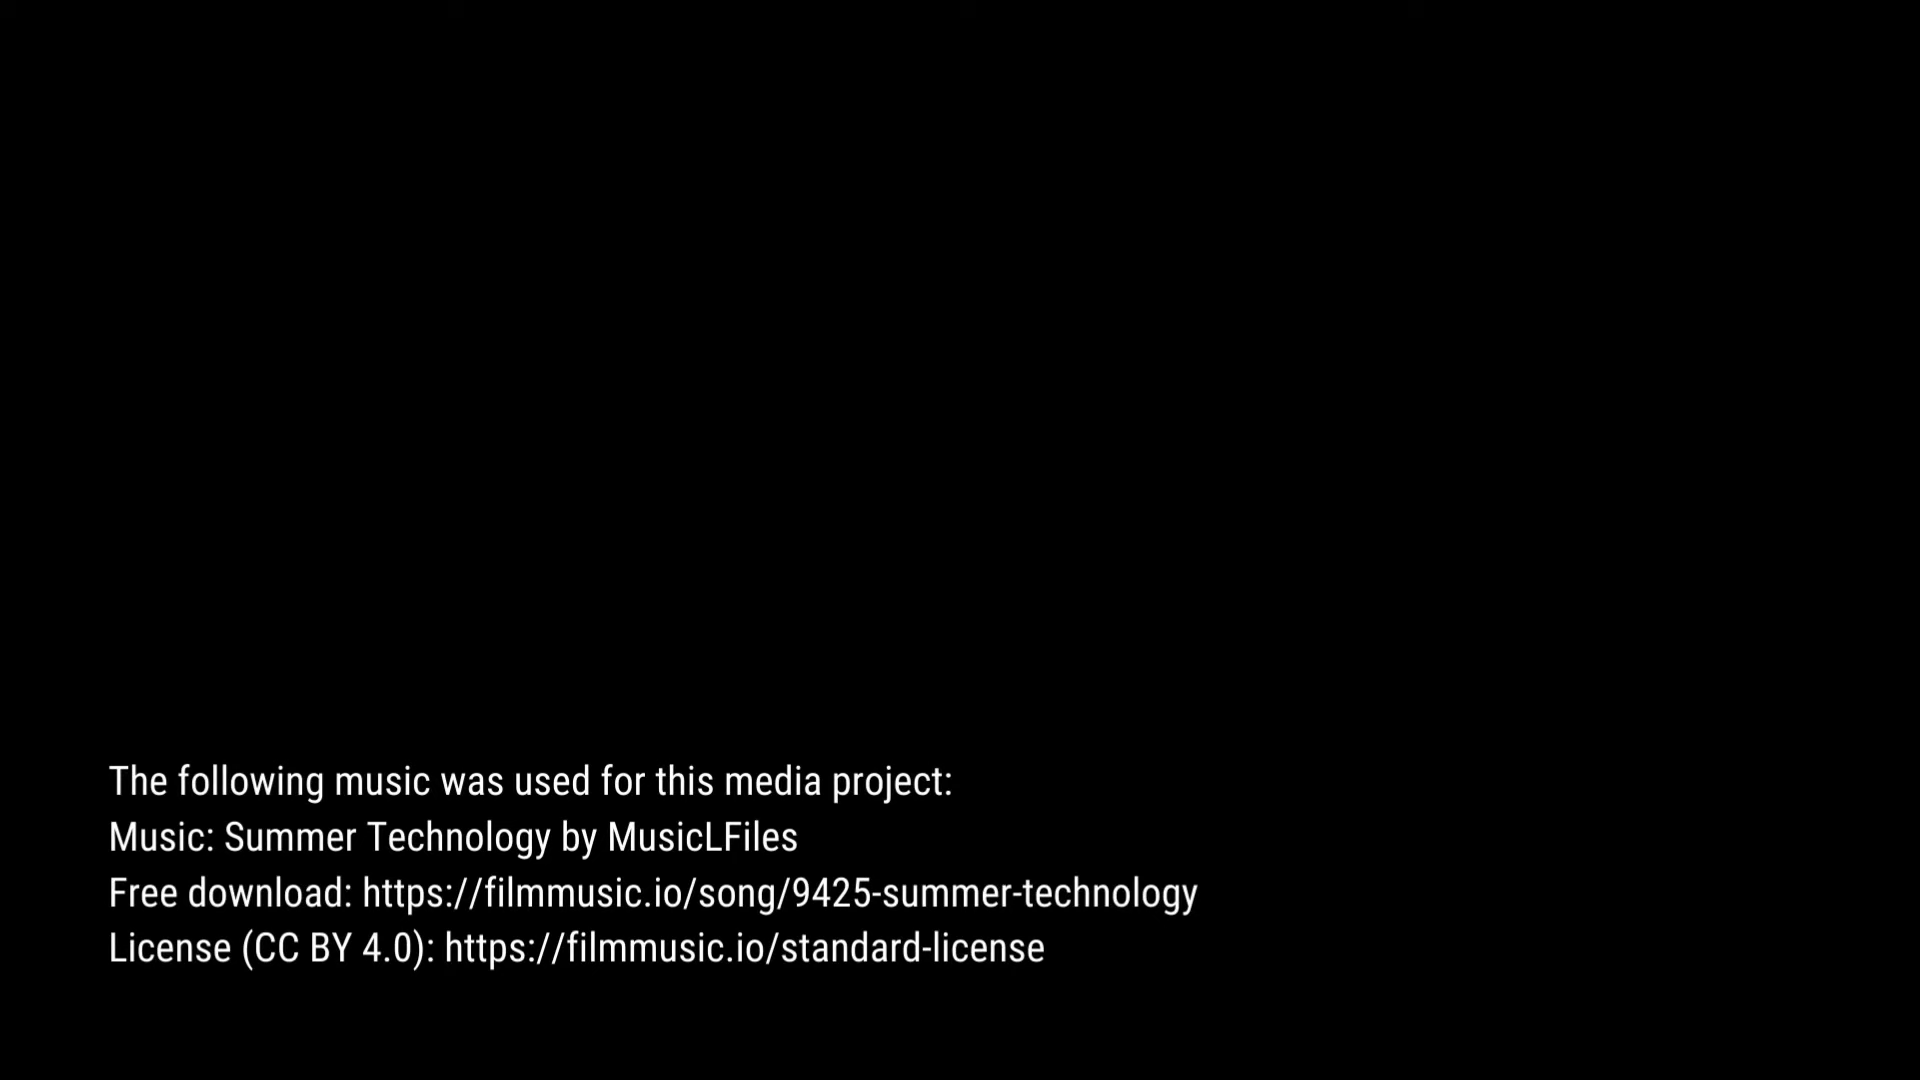 The following music was used for this media project:
Music: Summer Technology by MusicLFiles
Free download: https://filmmusic.io/song/9425-summer-technology
License (CC BY 4.0): https://filmmusic.io/standard-license